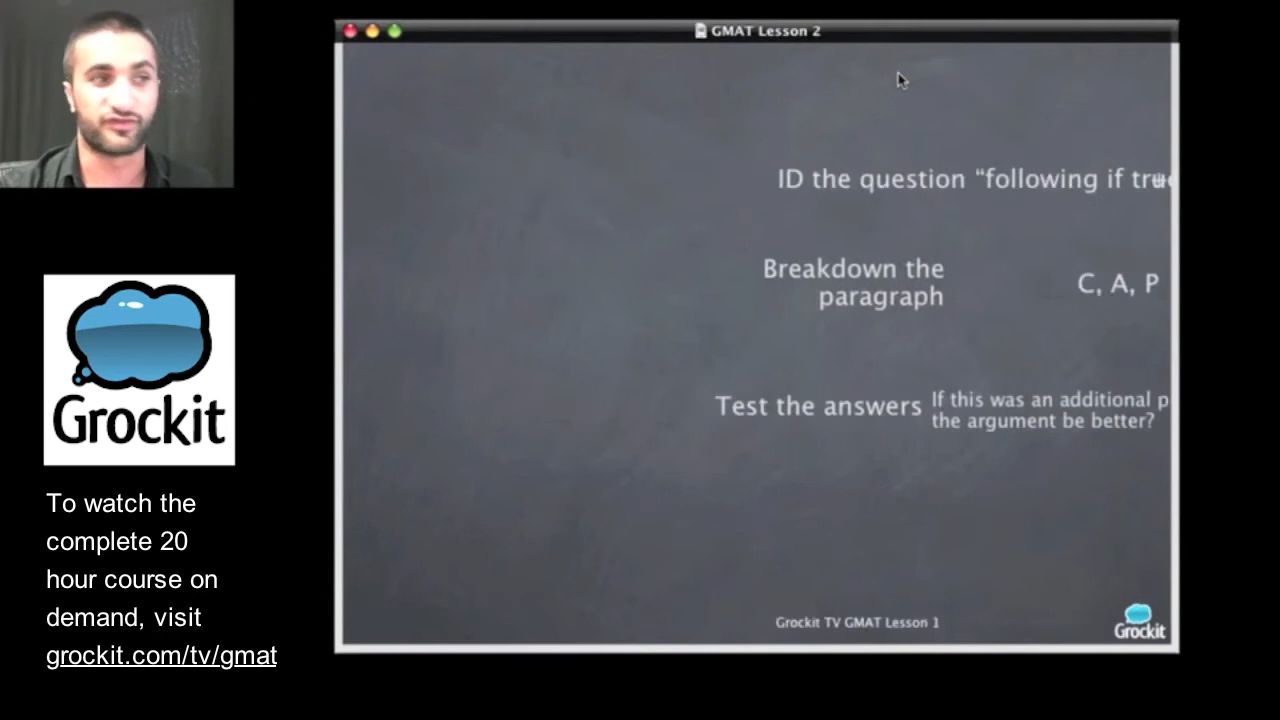 GMAT Lesson 2
ID the question “following if true
Breakdown the
paragraph
C, A, P
Test the answers
If this was an additional p
the argument be better?
Grockit TV GMAT Lesson 1
Grockit
Grockit
To watch the
complete 20
hour course on
demand, visit
grockit.com/tv/gmat